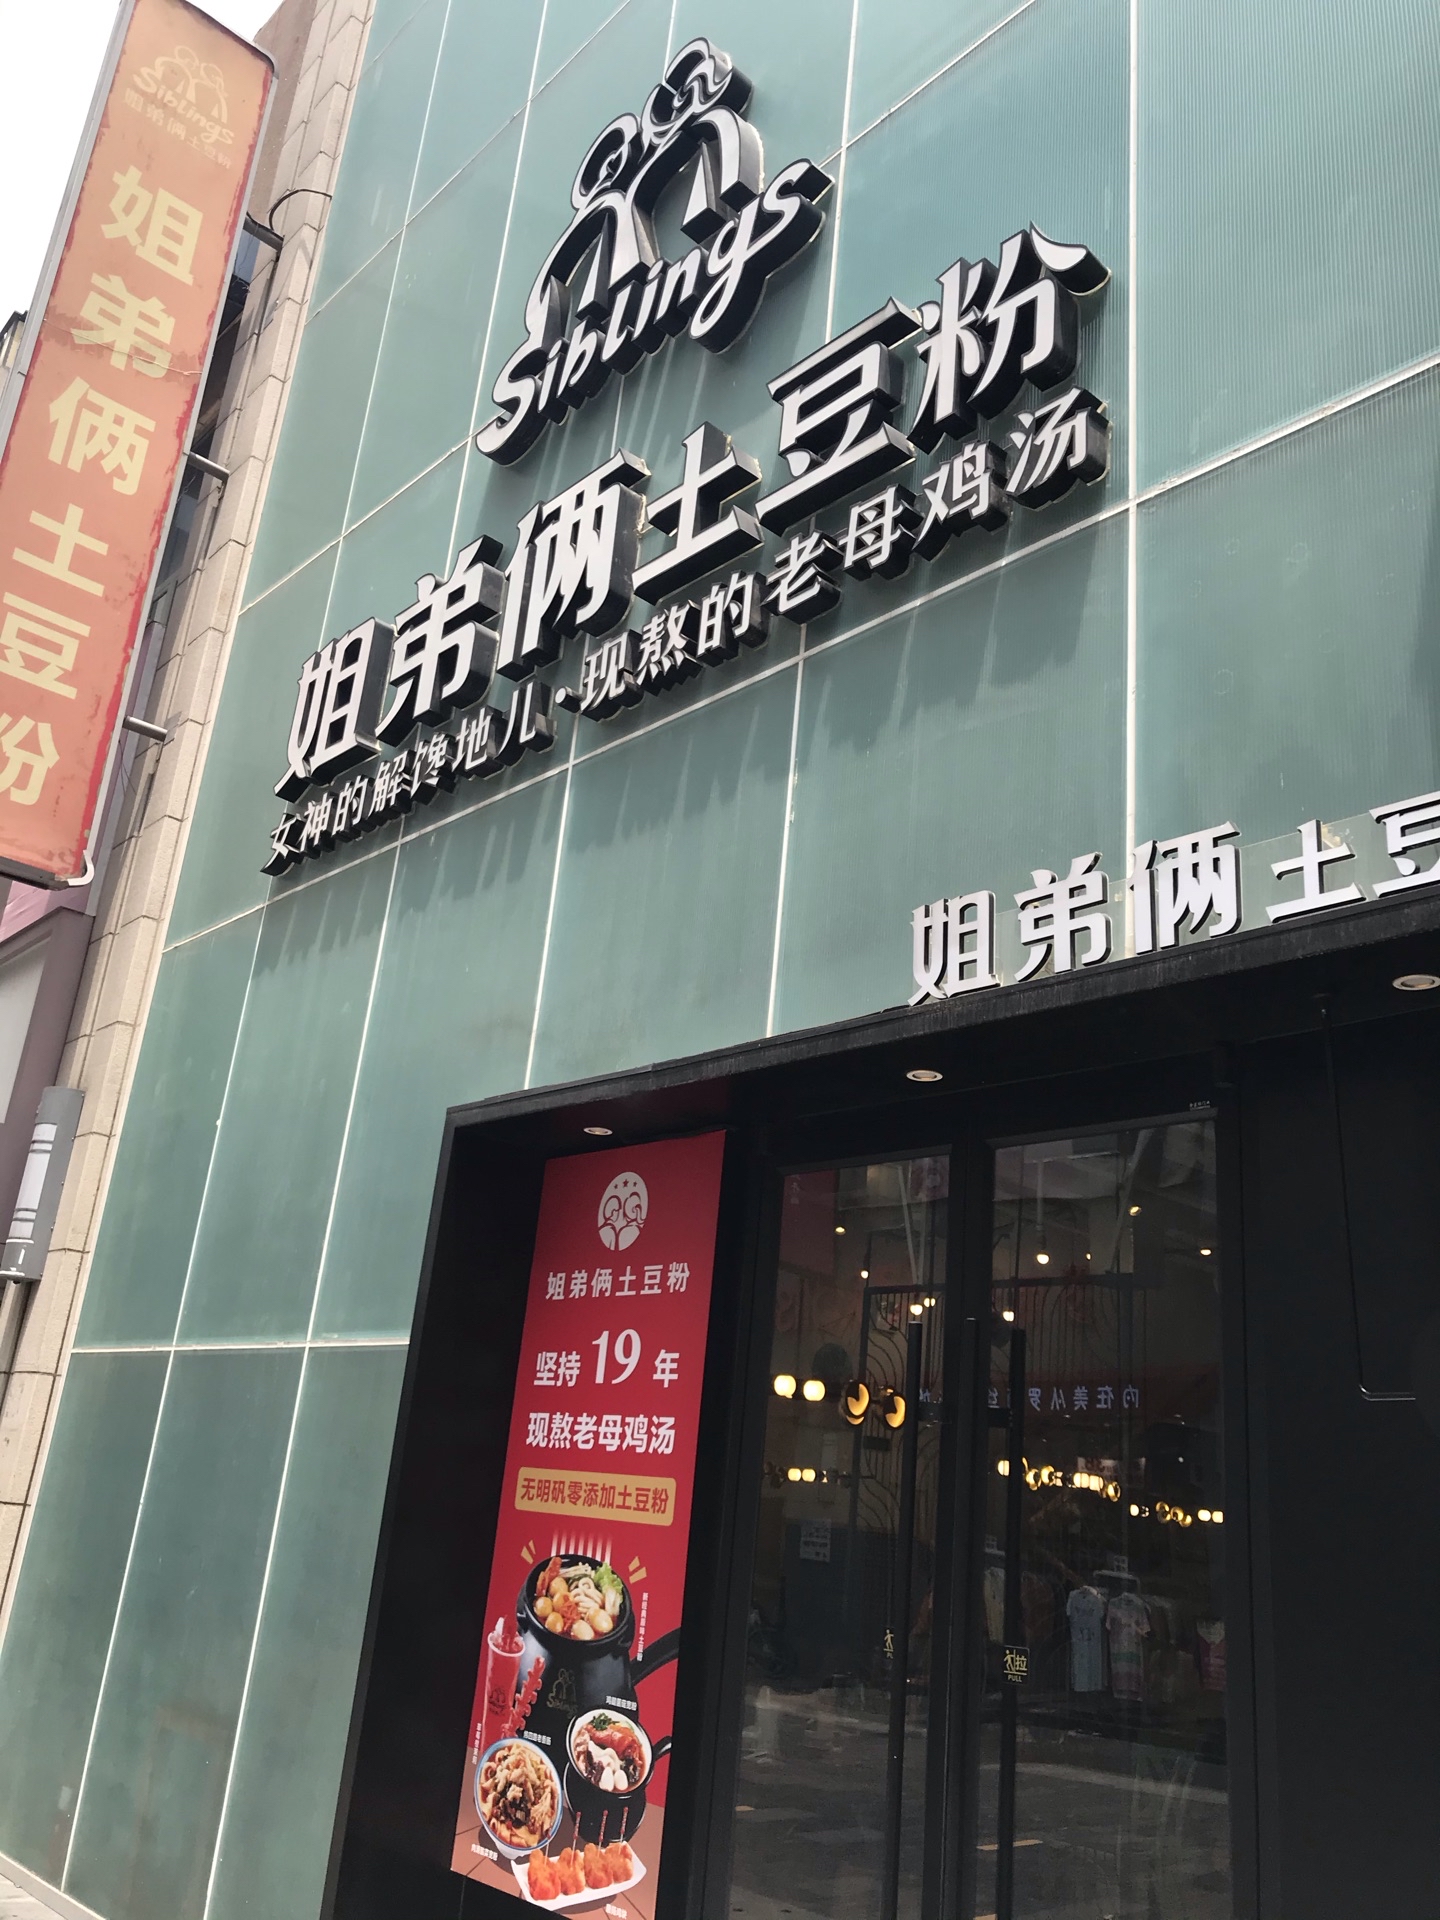 Siblings
姐弟俩土豆粉
姐弟俩土豆粉
Siblings
姐弟俩土豆粉
女神的解馋地儿·现熬的老母鸡汤
姐弟俩土豆
姐弟俩土豆粉
坚持19年
现熬老母鸡汤
无明矾零添加土豆粉
拉
PULL